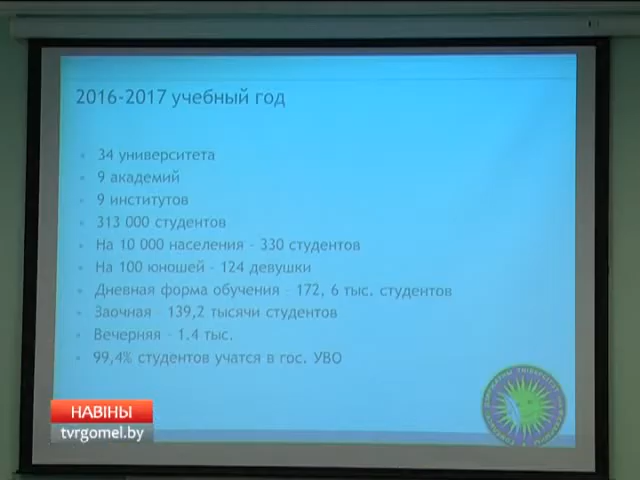 2016-2017 учебный год
34 университета
9 академий
9 институтов
313 000 студентов
На 10 000 населения - 330 студентов
На 100 юношей - 124 девушки
Дневная форма обучения - 172, 6 тыс. студентов
Заочная - 139,2 тысячи студентов
Вечерняя - 1.4 тыс.
99,4% студентов учатся в гос. УВО
НАВІНЫ
tvrgomel.by